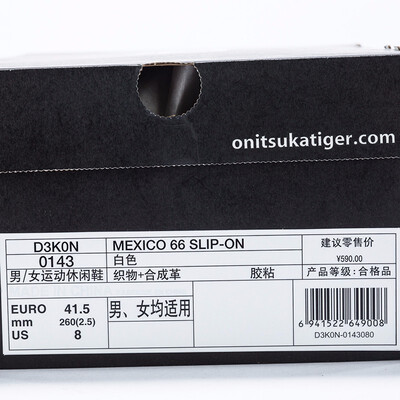 onitsukatiger.com
D3K0N MEXICO 66 SLIP-ON 建议零售价
0143 白色 ¥590.00
男/女运动休闲鞋 织物+合成革 胶粘 产品等级：合格品
EURO 41.5 男、女均适用
mm 260(2.5)
US 8
6 941522 649008
D3K0N-0143080